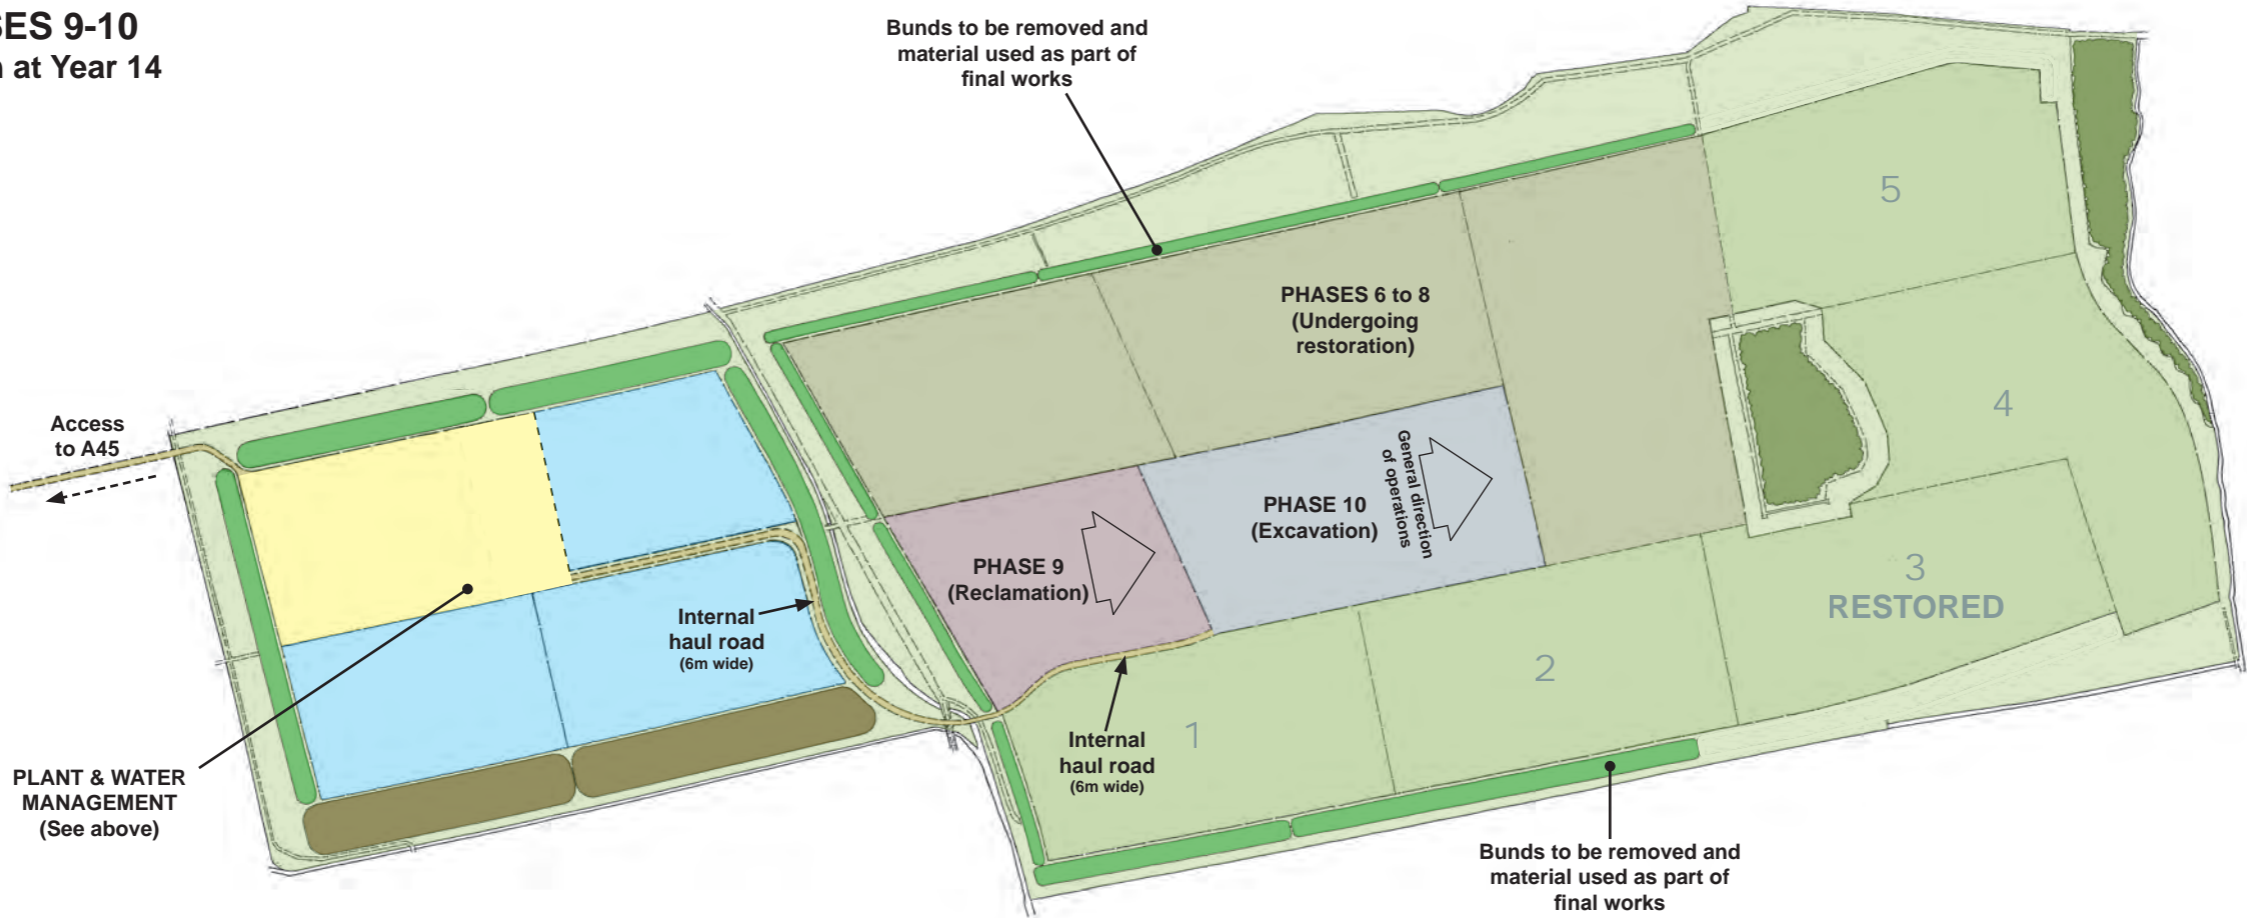 SES 9-10
n at Year 14
Bunds to be removed and
material used as part of
final works
5
PHASES 6 to 8
(Undergoing
restoration)
4
Access
to A45
General direction
of operations
PHASE 10
(Excavation)
PHASE 9
(Reclamation)
3
RESTORED
Internal
haul road
(6m wide)
2
1
Internal
haul road
(6m wide)
PLANT & WATER
MANAGEMENT
(See above)
Bunds to be removed and
material used as part of
final works